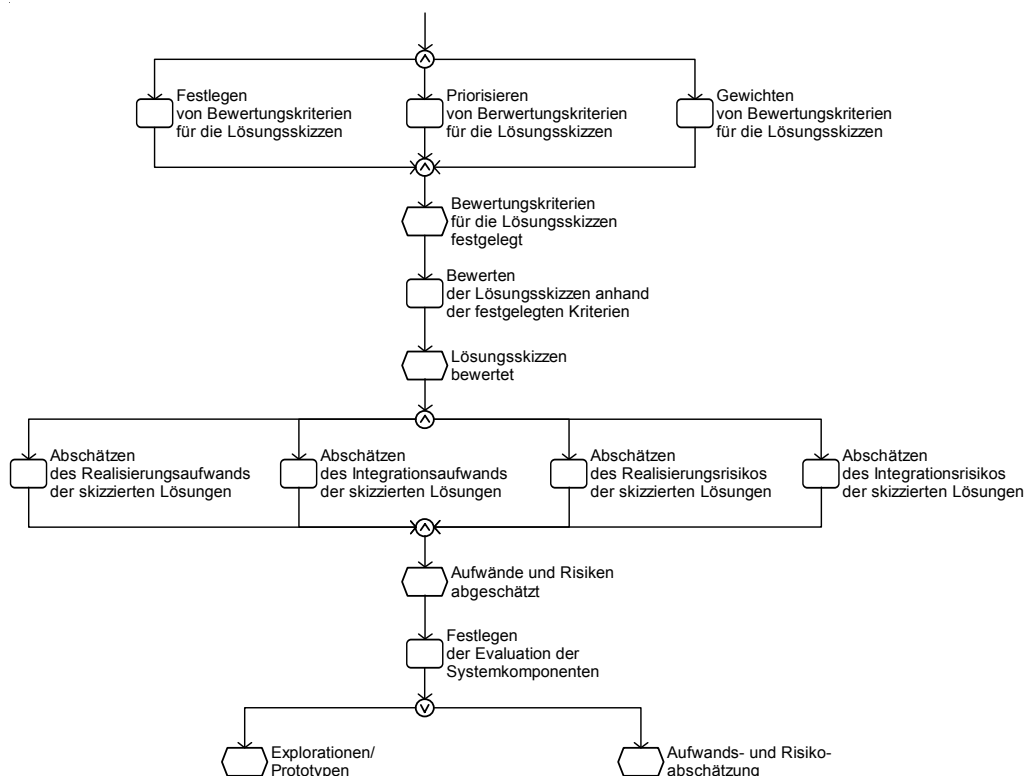 Festlegen
von Bewertungskriterien
für die Lösungsskizzen
Priorisieren
von Berwertungskriterien
für die Lösungsskizzen
Gewichten
von Bewertungskriterien
für die Lösungsskizzen
Bewertungskriterien
für die Lösungsskizzen
festgelegt
Bewerten
der Lösungsskizzen anhand
der festgelegten Kriterien
Lösungsskizzen
bewertet
Abschätzen
des Realisierungsaufwands
der skizzierten Lösungen
Abschätzen
des Integrationsaufwands
der skizzierten Lösungen
Abschätzen
des Realisierungsrisikos
der skizzierten Lösungen
Abschätzen
des Integrationsrisikos
der skizzierten Lösungen
Aufwände und Risiken
abgeschätzt
Festlegen
der Evaluation der
Systemkomponenten
Explorationen/
Prototypen
Aufwands- und Risiko-
abschätzung